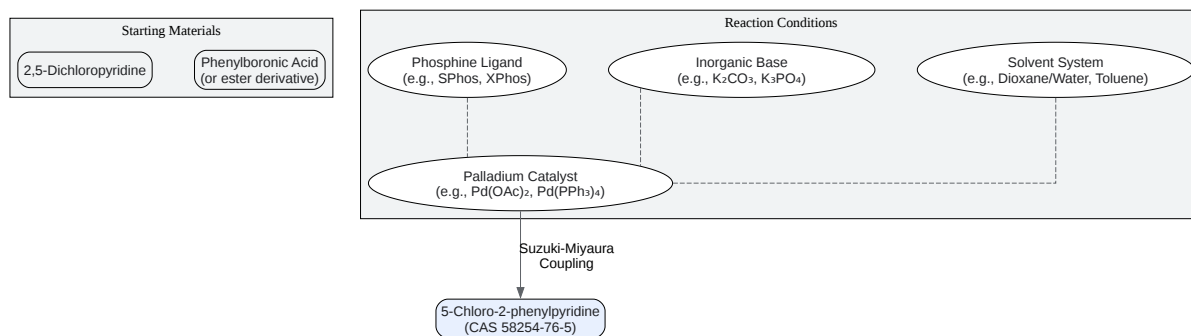 Starting Materials
2,5-Dichloropyridine
Phenylboronic Acid
(or ester derivative)
Reaction Conditions
Phosphine Ligand
(e.g., SPhos, XPhos)
Inorganic Base
(e.g., K₂CO₃, K₃PO₄)
Solvent System
(e.g., Dioxane/Water, Toluene)
Palladium Catalyst
(e.g., Pd(OAc)₂, Pd(PPh₃)₄)
Suzuki-Miyaura
Coupling
5-Chloro-2-phenylpyridine
(CAS 58254-76-5)